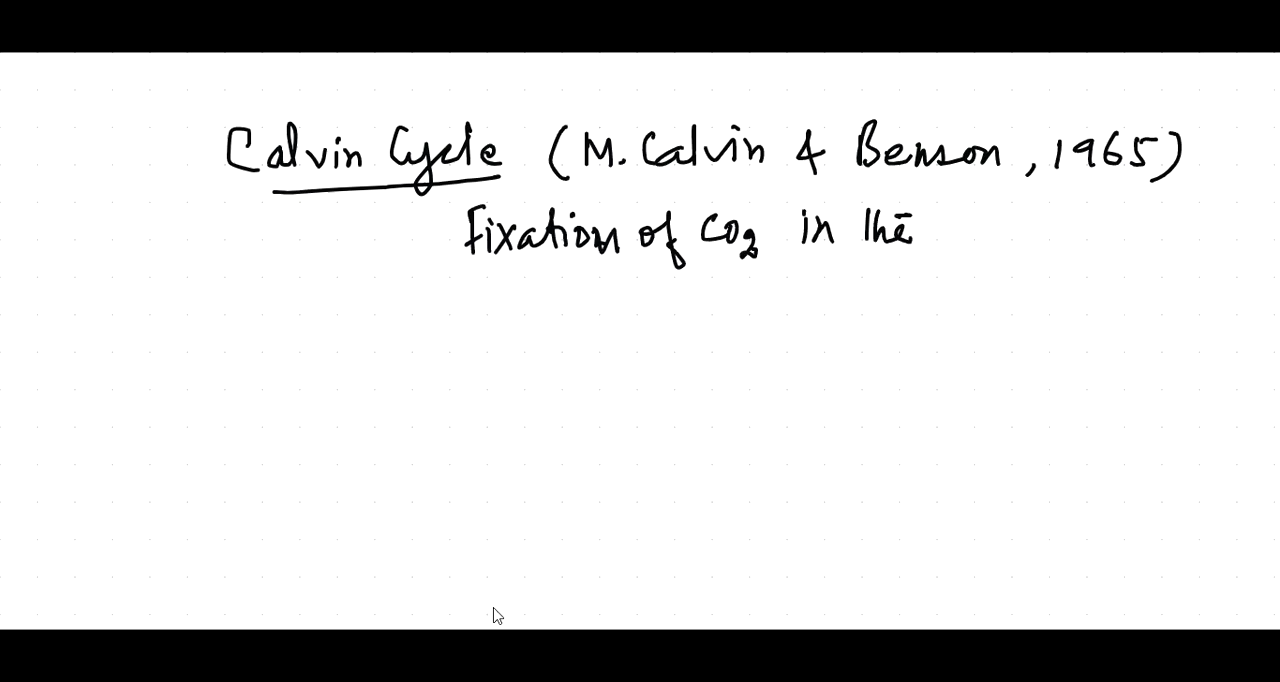 Calvin Cycle (M. Calvin & Benson, 1965)
Fixation of CO₂ in the